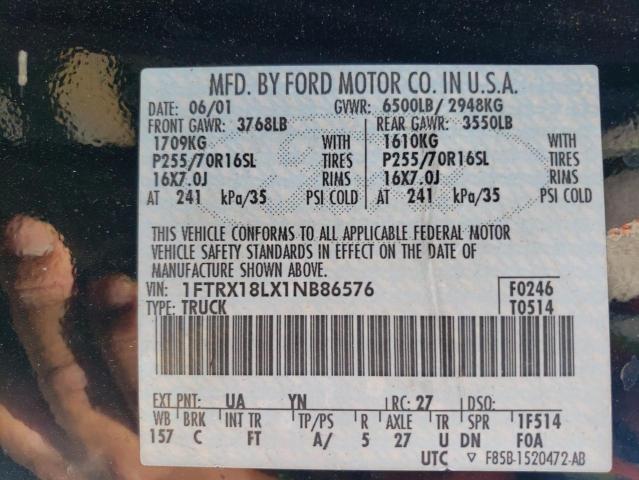 MFD. BY FORD MOTOR CO. IN U.S.A.
DATE: 06/01 GVWR: 6500LB/ 2948KG
FRONT GAWR: 3768LB REAR GAWR: 3550LB
1709KG WITH 1610KG WITH
P255/70R16SL TIRES P255/70R16SL TIRES
16X7.0J RIMS 16X7.0J RIMS
AT 241 kPa/35 PSI COLD AT 241 kPa/35 PSI COLD
THIS VEHICLE CONFORMS TO ALL APPLICABLE FEDERAL MOTOR
VEHICLE SAFETY STANDARDS IN EFFECT ON THE DATE OF
MANUFACTURE SHOWN ABOVE.
VIN: 1FTRX18LX1NB86576 F0246
TYPE: TRUCK T0514
EXT PNT: UA YN RC: 27 DSO:
WB BRK INT TR TP/PS R AXLE TR SPR 1F514
157 C FT A/ 5 27 U DN F0A
UTC ▽ F85B-1520472-AB